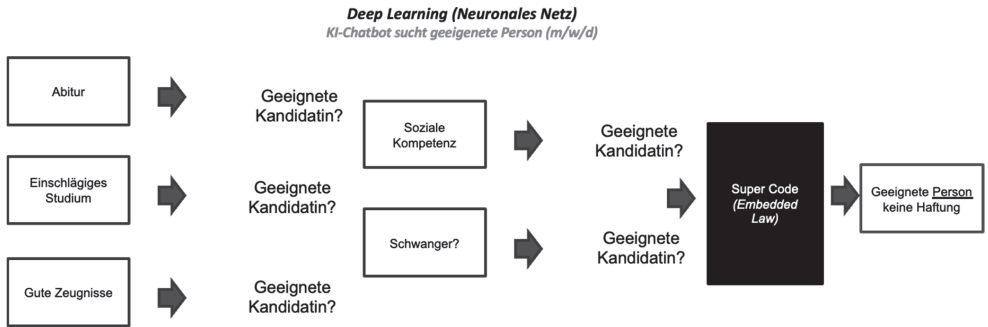 Deep Learning (Neuronales Netz)
KI-Chatbot sucht geeigenete Person (m/w/d)
Abitur
Geeignete
Kandidatin?
Einschlägiges
Studium
Geeignete
Kandidatin?
Gute Zeugnisse
Geeignete
Kandidatin?
Soziale
Kompetenz
Geeignete
Kandidatin?
Schwanger?
Geeignete
Kandidatin?
Super Code
(Embedded
Law)
Geeignete Person
keine Haftung